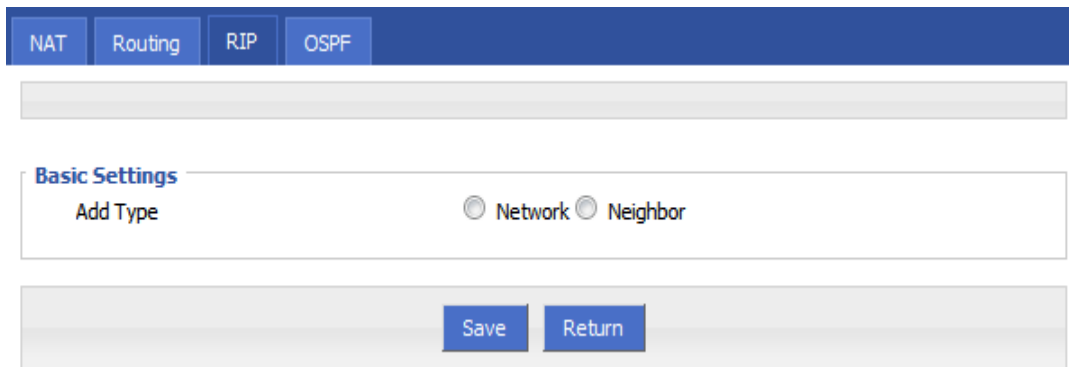 NAT Routing RIP OSPF
Basic Settings
Add Type Network Neighbor
Save Return